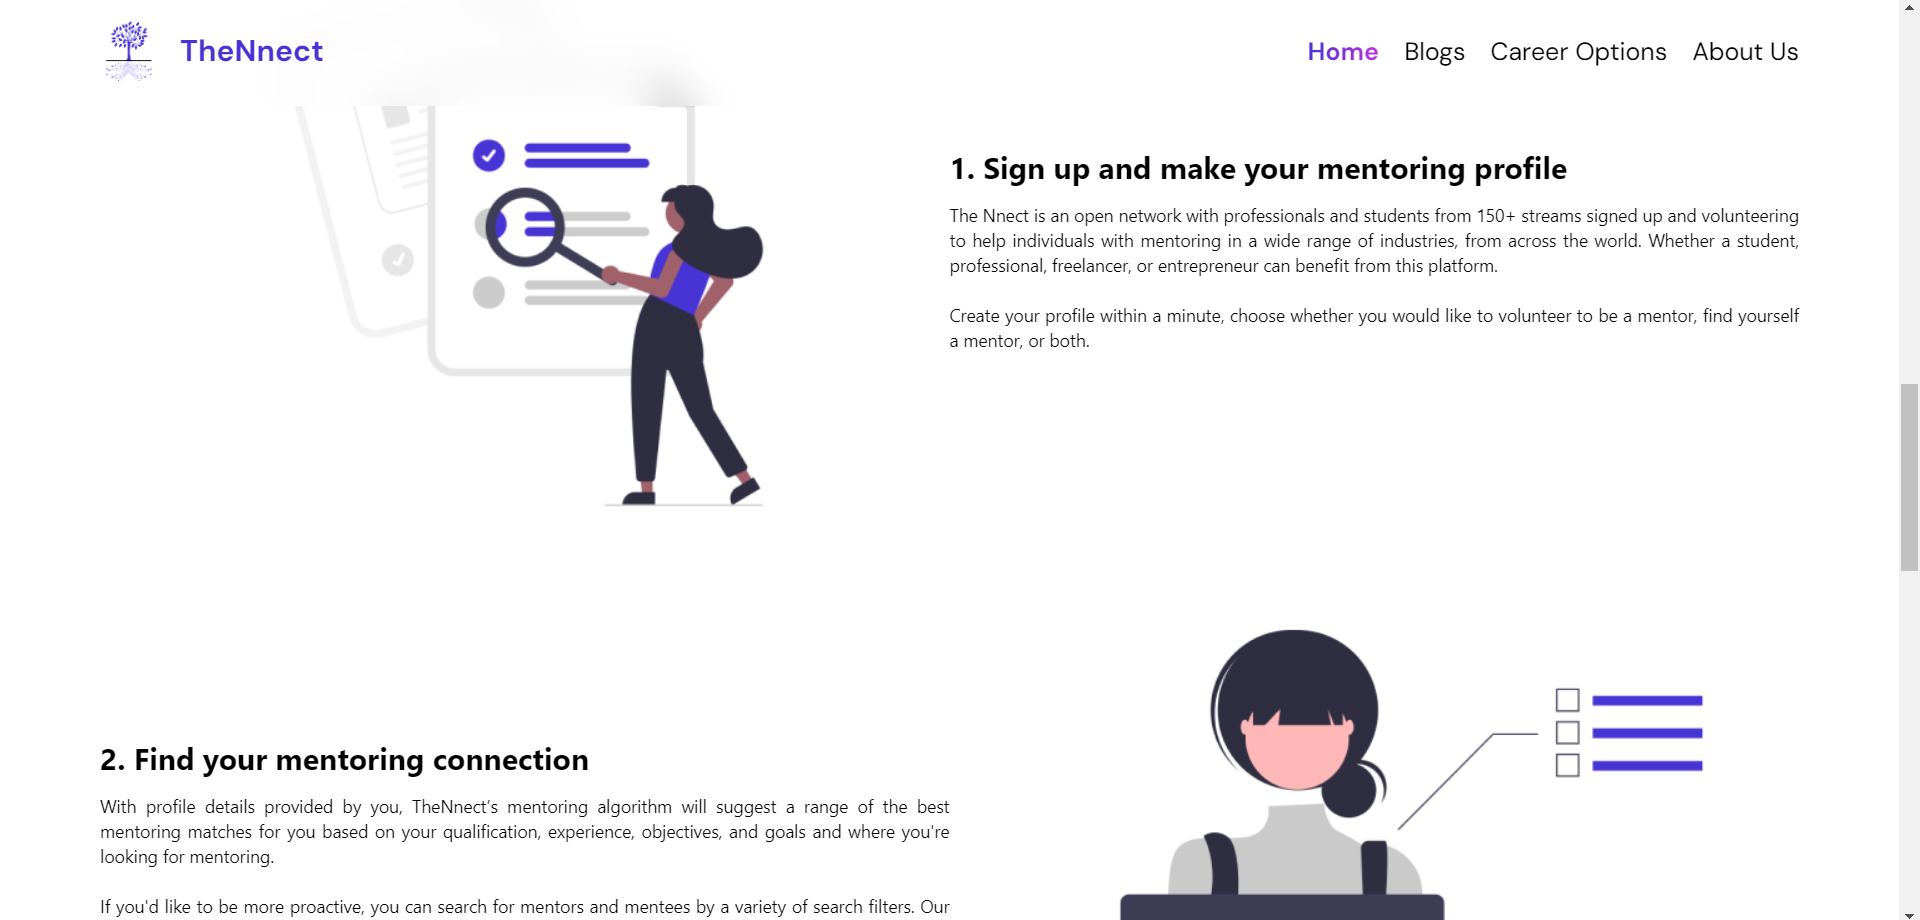 TheNnect
Home Blogs Career Options About Us
1. Sign up and make your mentoring profile
The Nnect is an open network with professionals and students from 150+ streams signed up and volunteering
to help individuals with mentoring in a wide range of industries, from across the world. Whether a student,
professional, freelancer, or entrepreneur can benefit from this platform.
Create your profile within a minute, choose whether you would like to volunteer to be a mentor, find yourself
a mentor, or both.
2. Find your mentoring connection
With profile details provided by you, TheNnect’s mentoring algorithm will suggest a range of the best
mentoring matches for you based on your qualification, experience, objectives, and goals and where you're
looking for mentoring.
If you'd like to be more proactive, you can search for mentors and mentees by a variety of search filters. Our